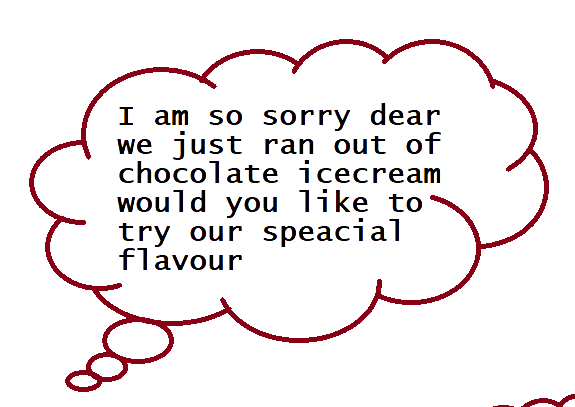 I am so sorry dear
we just ran out of
chocolate icecream
would you like to
try our speacial
flavour